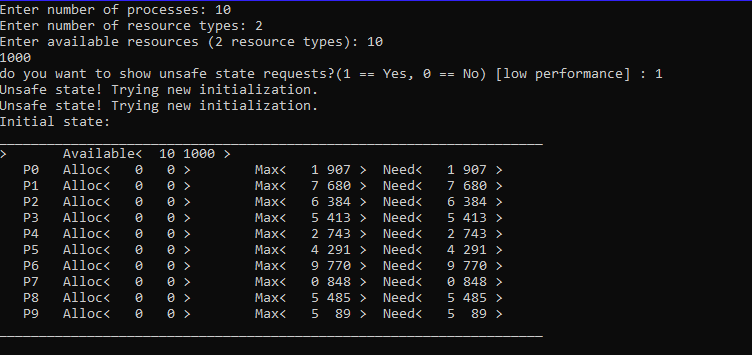 Enter number of processes: 10
Enter number of resource types: 2
Enter available resources (2 resource types): 10
1000
do you want to show unsafe state requests?(1 == Yes, 0 == No) [low performance] : 1
Unsafe state! Trying new initialization.
Unsafe state! Trying new initialization.
Initial state:
____________________________________________________________________
>       Available<  10 1000 >
   P0   Alloc<   0   0 >        Max<   1 907 >  Need<   1 907 >
   P1   Alloc<   0   0 >        Max<   7 680 >  Need<   7 680 >
   P2   Alloc<   0   0 >        Max<   6 384 >  Need<   6 384 >
   P3   Alloc<   0   0 >        Max<   5 413 >  Need<   5 413 >
   P4   Alloc<   0   0 >        Max<   2 743 >  Need<   2 743 >
   P5   Alloc<   0   0 >        Max<   4 291 >  Need<   4 291 >
   P6   Alloc<   0   0 >        Max<   9 770 >  Need<   9 770 >
   P7   Alloc<   0   0 >        Max<   0 848 >  Need<   0 848 >
   P8   Alloc<   0   0 >        Max<   5 485 >  Need<   5 485 >
   P9   Alloc<   0   0 >        Max<   5  89 >  Need<   5  89 >
____________________________________________________________________